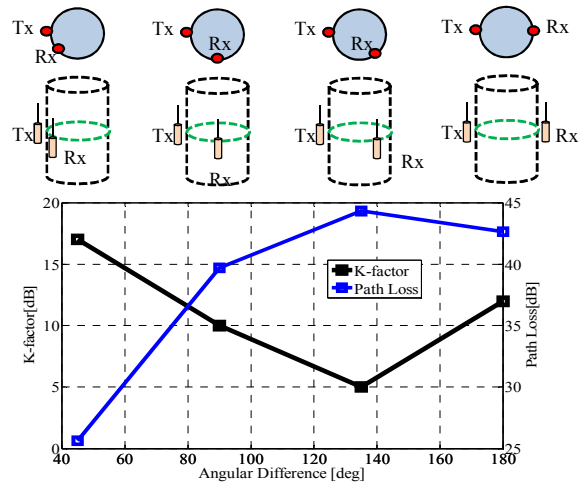 Tx
Rx
Tx
Rx
Tx
Rx
Tx
Rx
Tx
Rx
Tx
Rx
Tx
Rx
Tx
Rx
20
15
10
5
0
K-factor[dB]
45
40
35
30
25
Path Loss[dB]
K-factor
Path Loss
40 60 80 100 120 140 160 180
Angular Difference [deg]